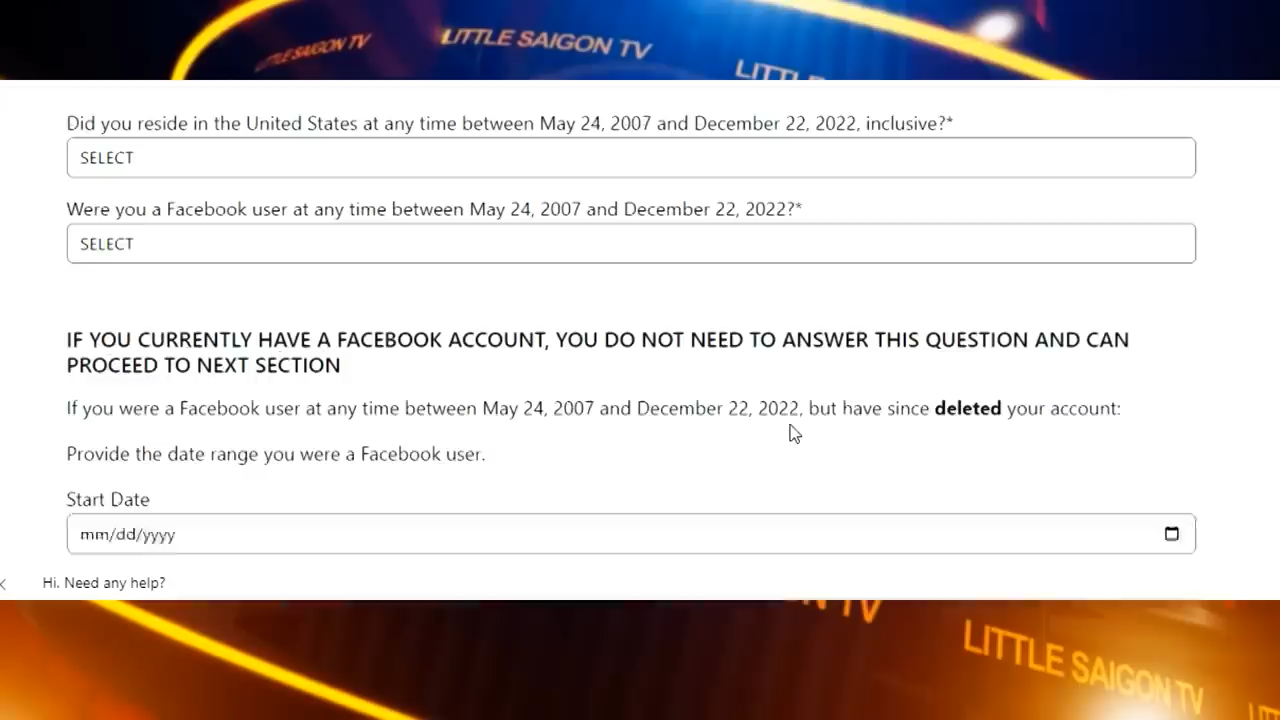 LITTLE SAIGON TV
LITTLE SAIGON TV
Did you reside in the United States at any time between May 24, 2007 and December 22, 2022, inclusive?*
SELECT
Were you a Facebook user at any time between May 24, 2007 and December 22, 2022?*
SELECT
IF YOU CURRENTLY HAVE A FACEBOOK ACCOUNT, YOU DO NOT NEED TO ANSWER THIS QUESTION AND CAN
PROCEED TO NEXT SECTION
If you were a Facebook user at any time between May 24, 2007 and December 22, 2022, but have since deleted your account:
Provide the date range you were a Facebook user.
Start Date
mm/dd/yyyy
Hi. Need any help?
TV
LITTLE SAIGON TV